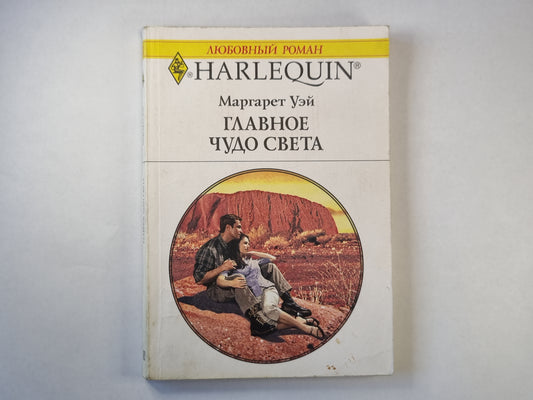 ЛЮБОВНЫЙ РОМАН
® HARLEQUIN®
Маргарет Уэй
ГЛАВНОЕ
ЧУДО СВЕТА